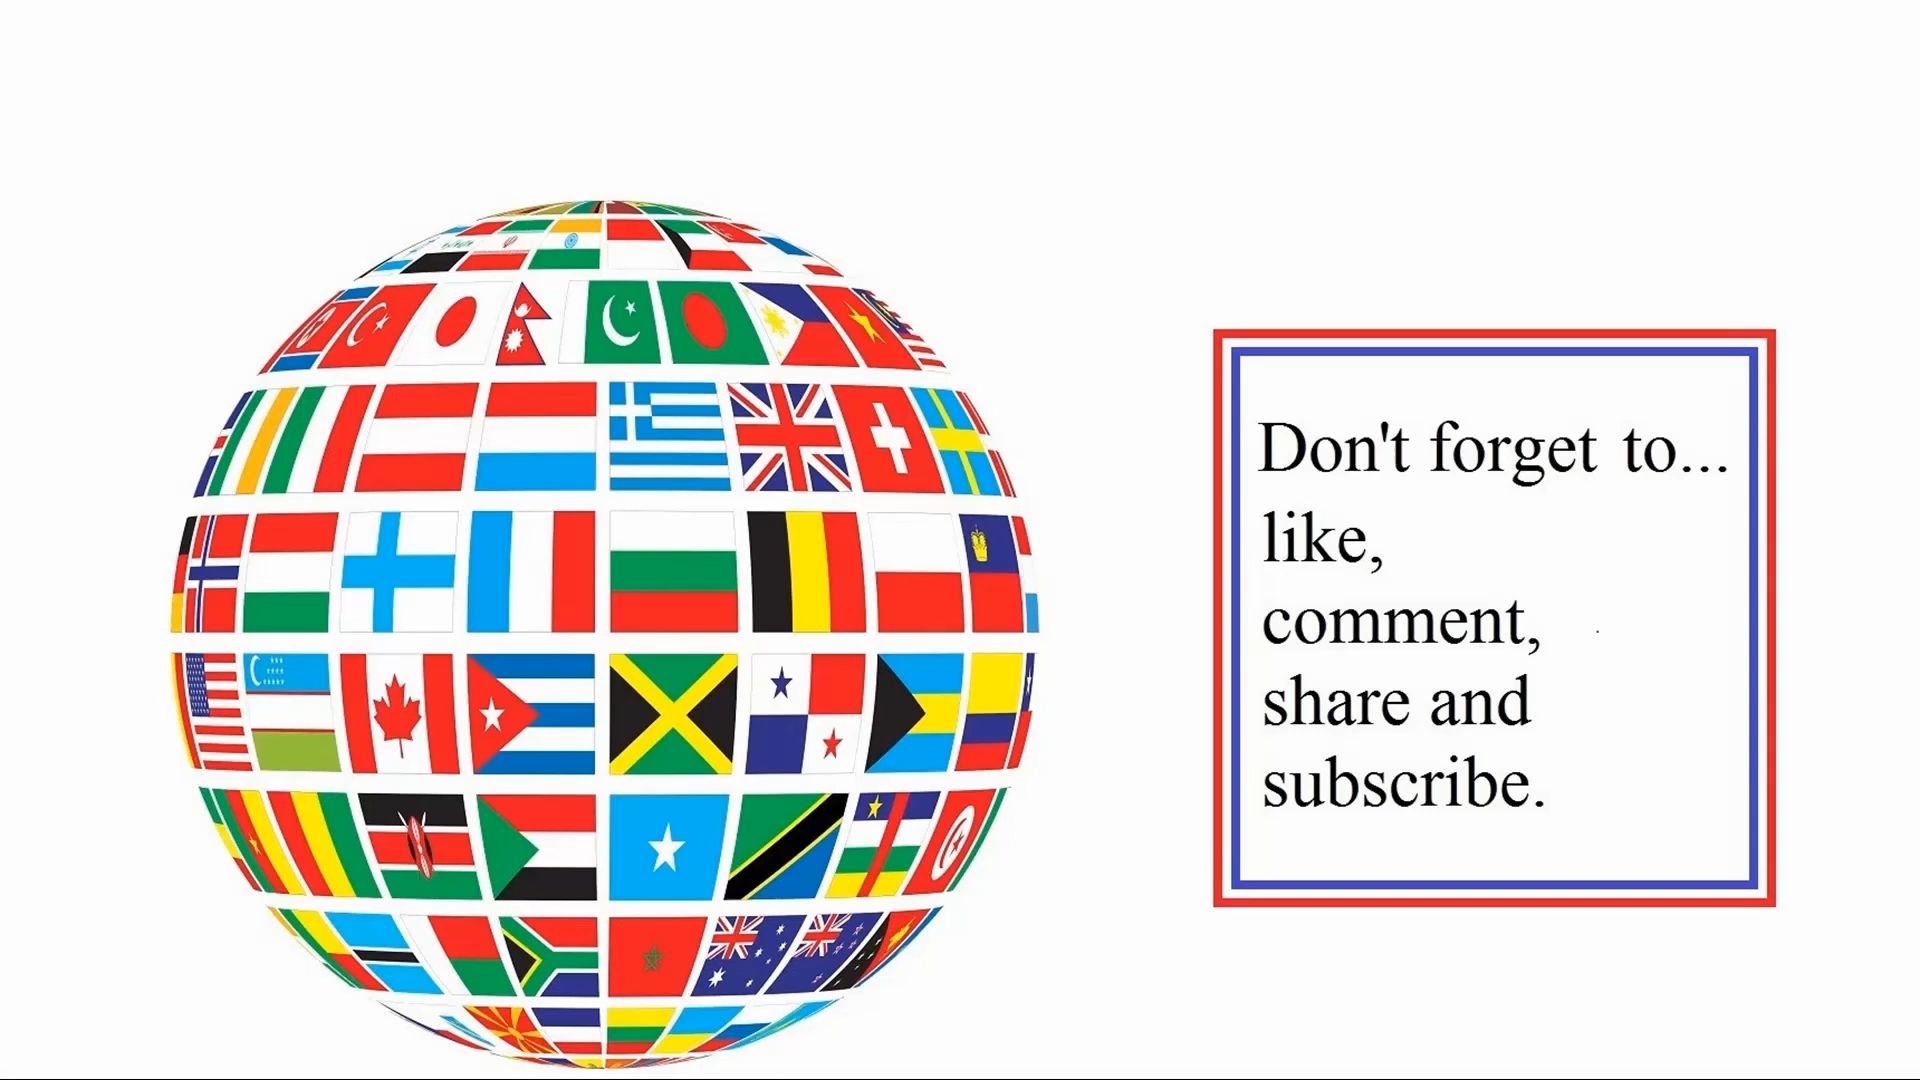 Don't forget to...
like,
comment,
share and
subscribe.